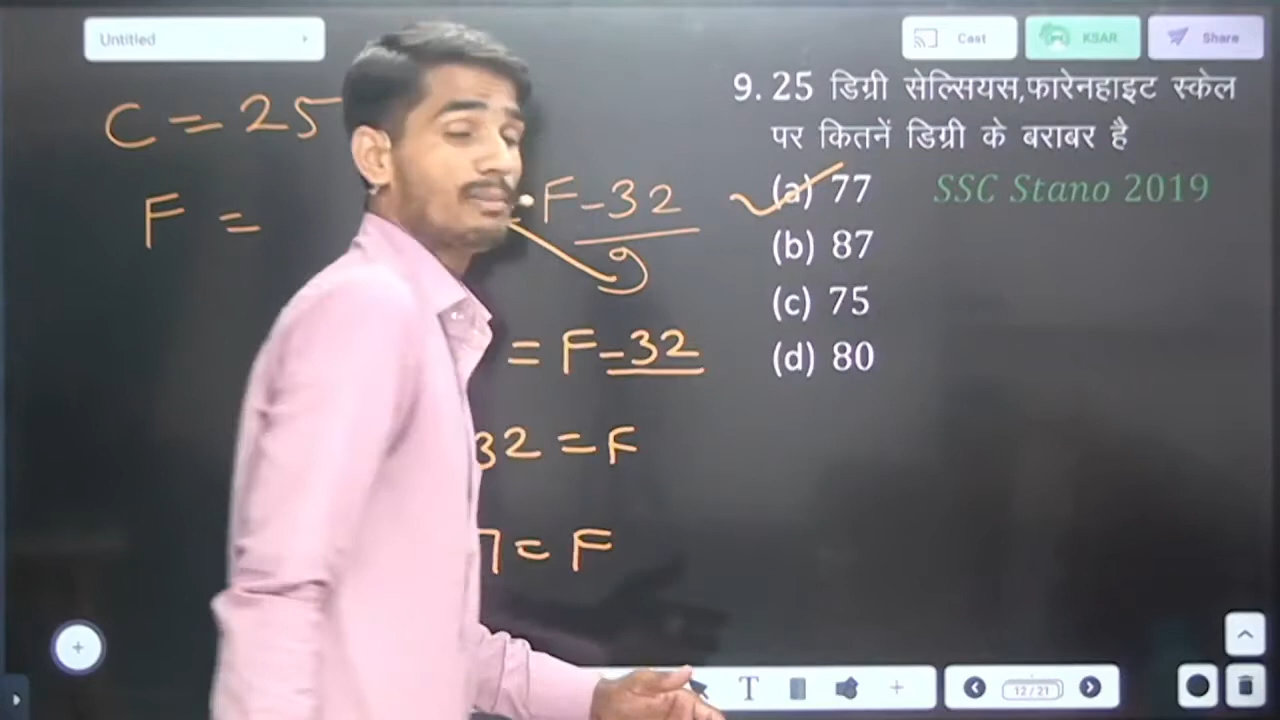 Untitled
Cast
KSAR
Share
C = 25
F =
= F-32
9
= F-32
32 = F
7 = F
9. 25 डिग्री सेल्सियस,फारेनहाइट स्केल
पर कितनें डिग्री के बराबर है
(a) 77 SSC Stano 2019
(b) 87
(c) 75
(d) 80
T
12/21